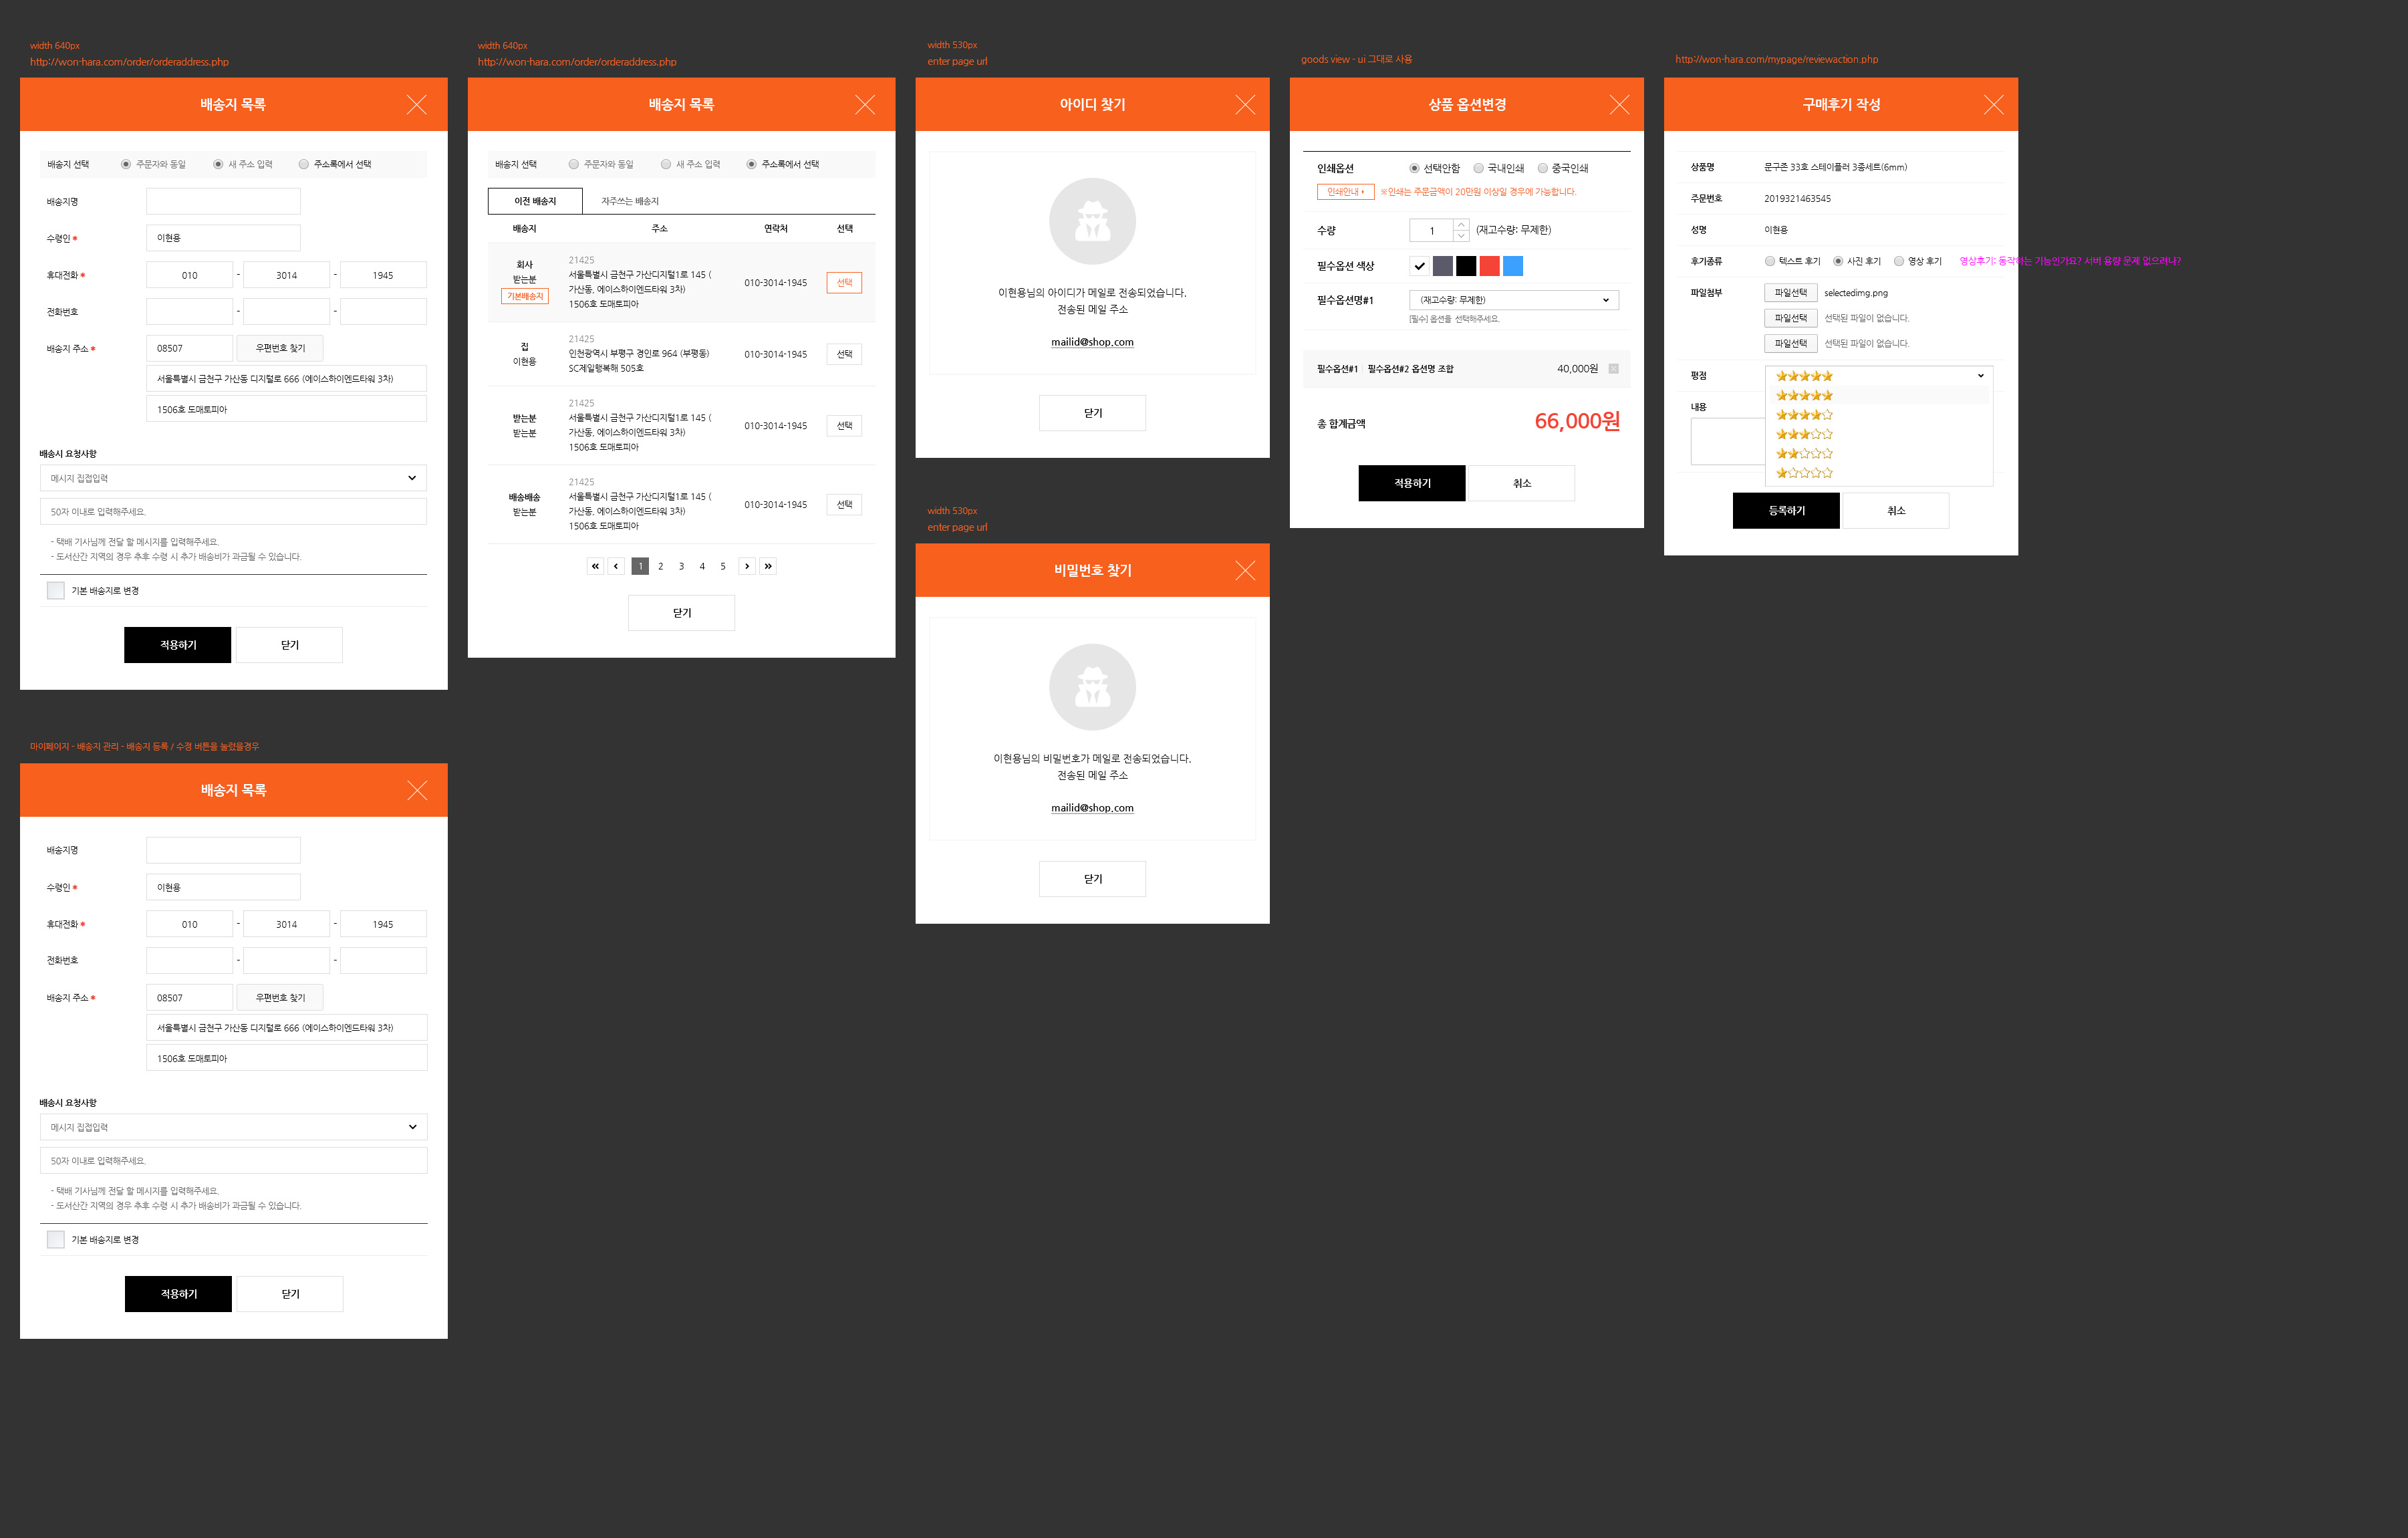 width 640px
http://won-hara.com/order/orderaddress.php
배송지 목록
배송지 선택 주문자와 동일 새 주소 입력 주소록에서 선택
배송지명
수령인 * 이현용
휴대전화 * 010 - 3014 - 1945
전화번호 - -
배송지 주소 * 08507 우편번호 찾기
서울특별시 금천구 가산동 디지털로 666 (에이스하이엔드타워 3차)
1506호 도매토피아
배송시 요청사항
메시지 집접입력
50자 이내로 입력해주세요.
- 택배 기사님께 전달 할 메시지를 입력해주세요.
- 도서산간 지역의 경우 추후 수령 시 추가 배송비가 과금될 수 있습니다.
기본 배송지로 변경
적용하기 닫기
마이페이지 - 배송지 관리 - 배송지 등록 / 수정 버튼을 눌렀을경우
배송지 목록
배송지명
수령인 * 이현용
휴대전화 * 010 - 3014 - 1945
전화번호 - -
배송지 주소 * 08507 우편번호 찾기
서울특별시 금천구 가산동 디지털로 666 (에이스하이엔드타워 3차)
1506호 도매토피아
배송시 요청사항
메시지 집접입력
50자 이내로 입력해주세요.
- 택배 기사님께 전달 할 메시지를 입력해주세요.
- 도서산간 지역의 경우 추후 수령 시 추가 배송비가 과금될 수 있습니다.
기본 배송지로 변경
적용하기 닫기
width 640px
http://won-hara.com/order/orderaddress.php
배송지 목록
배송지 선택 주문자와 동일 새 주소 입력 주소록에서 선택
이전 배송지 자주쓰는 배송지
배송지 주소 연락처 선택
회사
받는분
기본배송지
21425
서울특별시 금천구 가산디지털1로 145 (
가산동, 에이스하이엔드타워 3차)
1506호 도매토피아
010-3014-1945 선택
집
이현용
21425
인천광역시 부평구 경인로 964 (부평동)
SC제일행복해 505호
010-3014-1945 선택
받는분
받는분
21425
서울특별시 금천구 가산디지털1로 145 (
가산동, 에이스하이엔드타워 3차)
1506호 도매토피아
010-3014-1945 선택
배송배송
받는분
21425
서울특별시 금천구 가산디지털1로 145 (
가산동, 에이스하이엔드타워 3차)
1506호 도매토피아
010-3014-1945 선택
1 2 3 4 5
닫기
width 530px
enter page url
아이디 찾기
이현용님의 아이디가 메일로 전송되었습니다.
전송된 메일 주소
mailid@shop.com
닫기
width 530px
enter page url
비밀번호 찾기
이현용님의 비밀번호가 메일로 전송되었습니다.
전송된 메일 주소
mailid@shop.com
닫기
goods view - ui 그대로 사용
상품 옵션변경
인쇄옵션 선택안함 국내인쇄 중국인쇄
인쇄안내 ※인쇄는 주문금액이 20만원 이상일 경우에 가능합니다.
수량 1 (재고수량: 무제한)
필수옵션 색상
필수옵션명#1 (재고수량: 무제한)
[필수] 옵션을 선택해주세요.
필수옵션#1 필수옵션#2 옵션명 조합 40,000원
총 합계금액 66,000원
적용하기 취소
http://won-hara.com/mypage/reviewaction.php
구매후기 작성
상품명 문구존 33호 스테이플러 3종세트(6mm)
주문번호 2019321463545
성명 이현용
후기종류 텍스트 후기 사진 후기 영상 후기 영상후기: 동작하는 기능인가요? 서버 용량 문제 없으려나?
파일첨부 파일선택 selectedimg.png
파일선택 선택된 파일이 없습니다.
파일선택 선택된 파일이 없습니다.
평점
내용
등록하기 취소